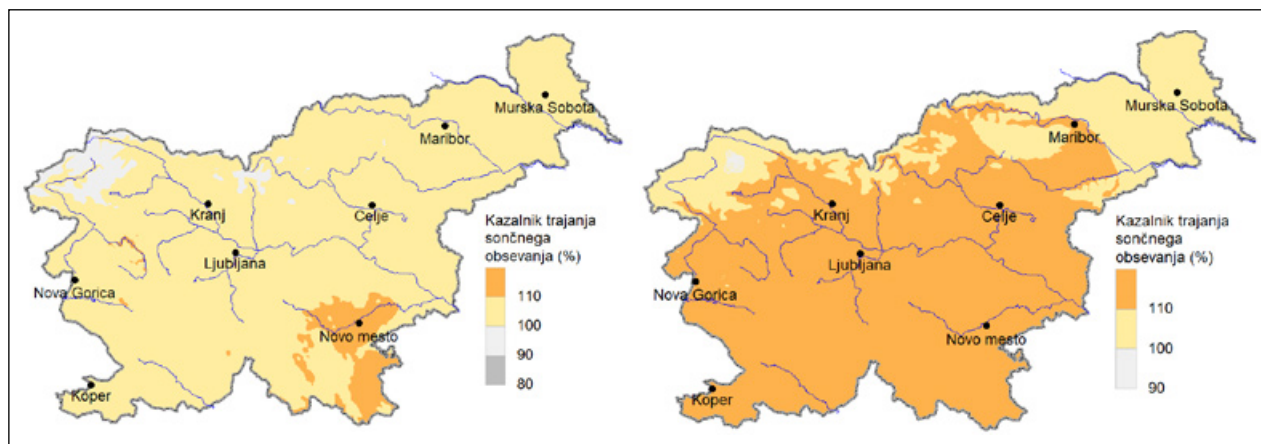 Murska Sobota
Maribor
Kranj
Celje
Ljubljana
Nova Gorica
Novo mesto
Koper
Kazalnik trajanja
sončnega
obsevanja (%)
110
100
90
80
Murska Sobota
Maribor
Kranj
Celje
Ljubljana
Nova Gorica
Novo mesto
Koper
Kazalnik trajanja
sončnega
obsevanja (%)
110
100
90